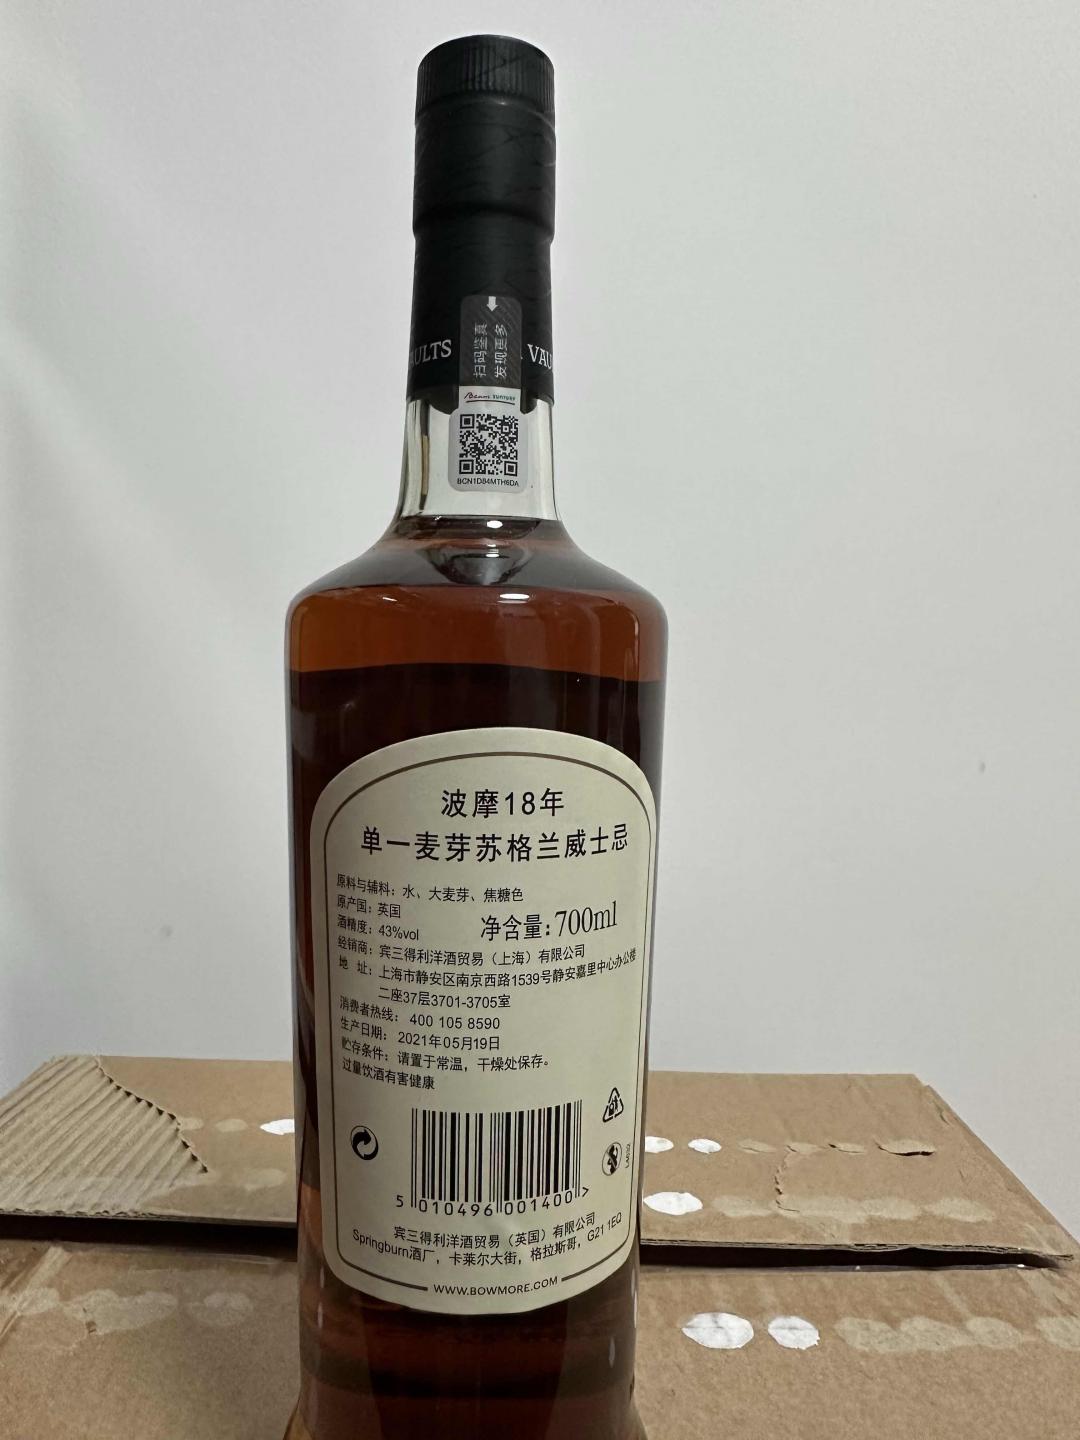 扫码鉴真
发现更多
AULTS
VAU
Beam SUNTORY
BCN1D84MTH6DA
波摩18年
单一麦芽苏格兰威士忌
原料与辅料：水、大麦芽、焦糖色
原产国：英国
酒精度：43%vol
净含量：700ml
经销商：宾三得利洋酒贸易（上海）有限公司
地 址：上海市静安区南京西路1539号静安嘉里中心办公楼
二座37层3701-3705室
消费者热线： 400 105 8590
生产日期： 2021年05月19日
贮存条件：请置于常温，干燥处保存。
过量饮酒有害健康
5 010496 001400 >
宾三得利洋酒贸易（英国）有限公司
Springburn酒厂，卡莱尔大街，格拉斯哥，G21 1EQ
WWW.BOWMORE.COM